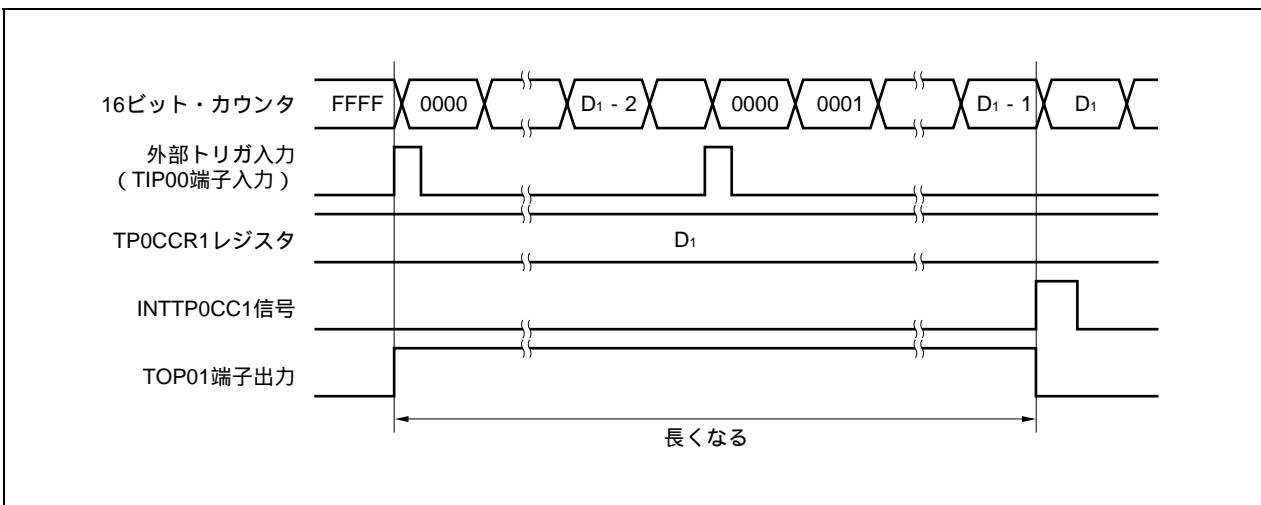 16ビット・カウンタ FFFF 0000 D1 - 2 0000 0001 D1 - 1 D1
外部トリガ入力
（TIP00端子入力）
TP0CCR1レジスタ D1
INTTP0CC1信号
TOP01端子出力
長くなる